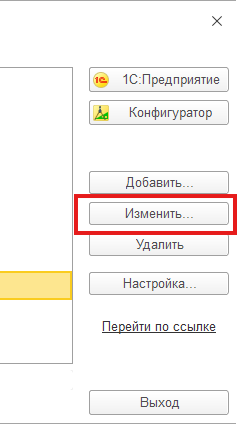 1С:Предприятие
Конфигуратор
Добавить...
Изменить...
Удалить
Настройка...
Перейти по ссылке
Выход